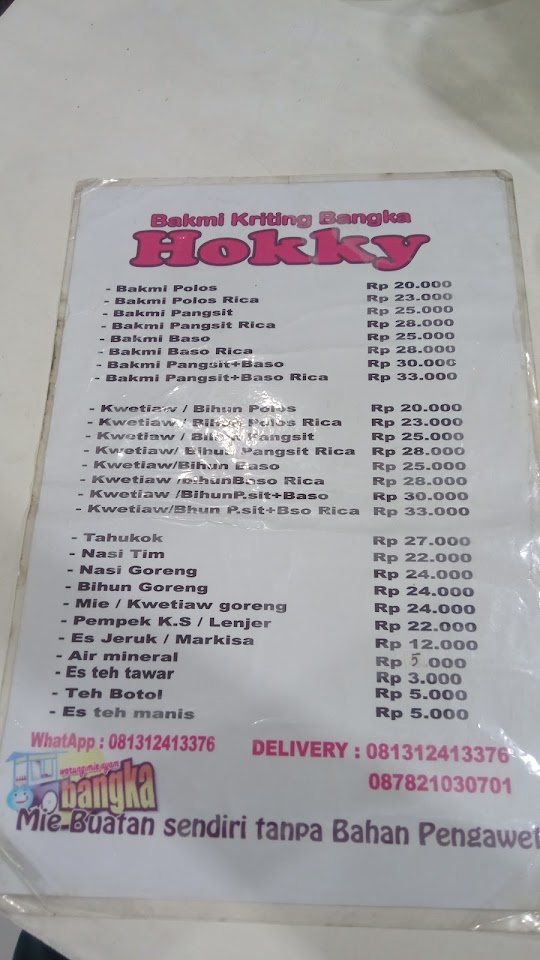 Bakmi Kriting Bangka
Hokky
- Bakmi Polos Rp 20.000
- Bakmi Polos Rica Rp 23.000
- Bakmi Pangsit Rp 25.000
- Bakmi Pangsit Rica Rp 28.000
- Bakmi Baso Rp 25.000
- Bakmi Baso Rica Rp 28.000
- Bakmi Pangsit+Baso Rp 30.000
- Bakmi Pangsit+Baso Rica Rp 33.000
- Kwetiaw / Bihun Polos Rp 20.000
- Kwetiaw / Bihun Polos Rica Rp 23.000
- Kwetiaw / Bihun Pangsit Rp 25.000
- Kwetiaw/ Bihun Pangsit Rica Rp 28.000
- Kwetiaw/Bihun Baso Rp 25.000
- Kwetiaw /BihunBaso Rica Rp 28.000
- Kwetiaw /BihunP.sit+Baso Rp 30.000
- Kwetiaw/Bhun P.sit+Bso Rica Rp 33.000
- Tahukok Rp 27.000
- Nasi Tim Rp 22.000
- Nasi Goreng Rp 24.000
- Bihun Goreng Rp 24.000
- Mie / Kwetiaw goreng Rp 24.000
- Pempek K.S / Lenjer Rp 22.000
- Es Jeruk / Markisa Rp 12.000
- Air mineral Rp 5.000
- Es teh tawar Rp 3.000
- Teh Botol Rp 5.000
- Es teh manis Rp 5.000
WhatApp : 081312413376 DELIVERY : 081312413376
087821030701
bangka
Mie-Buatan sendiri tanpa Bahan Pengawet